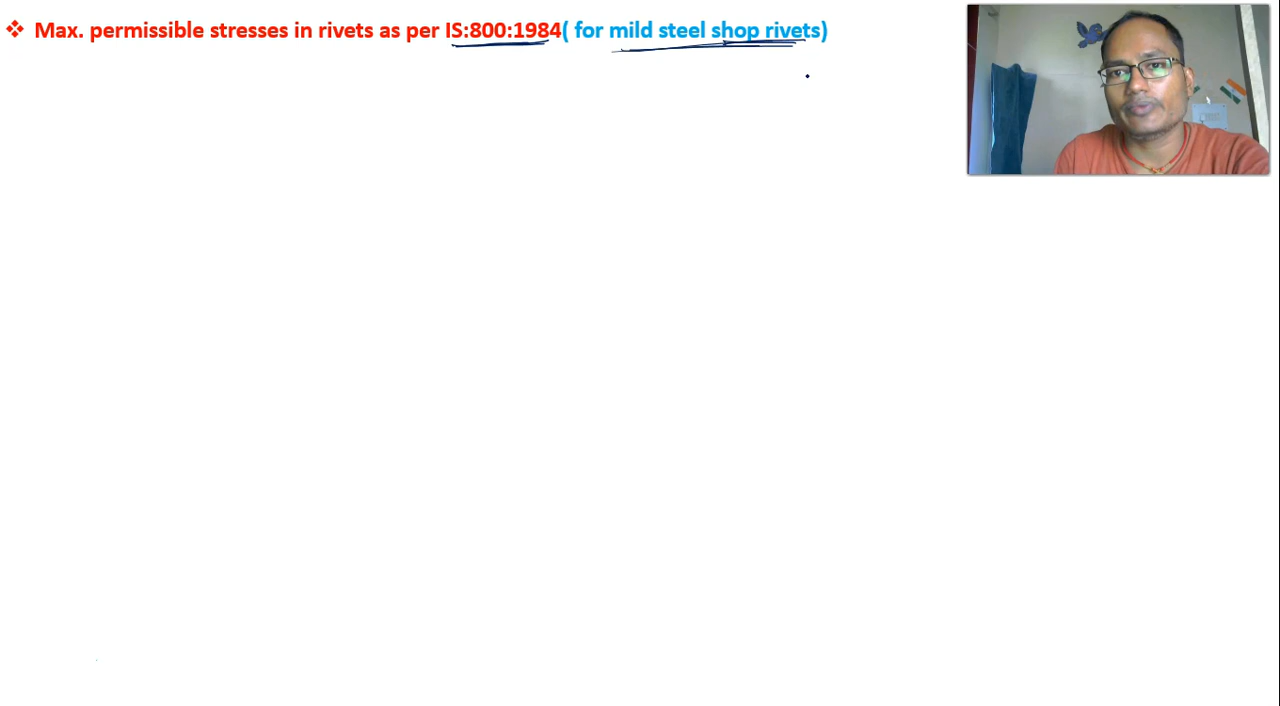 ❖ Max. permissible stresses in rivets as per IS:800:1984( for mild steel shop rivets)